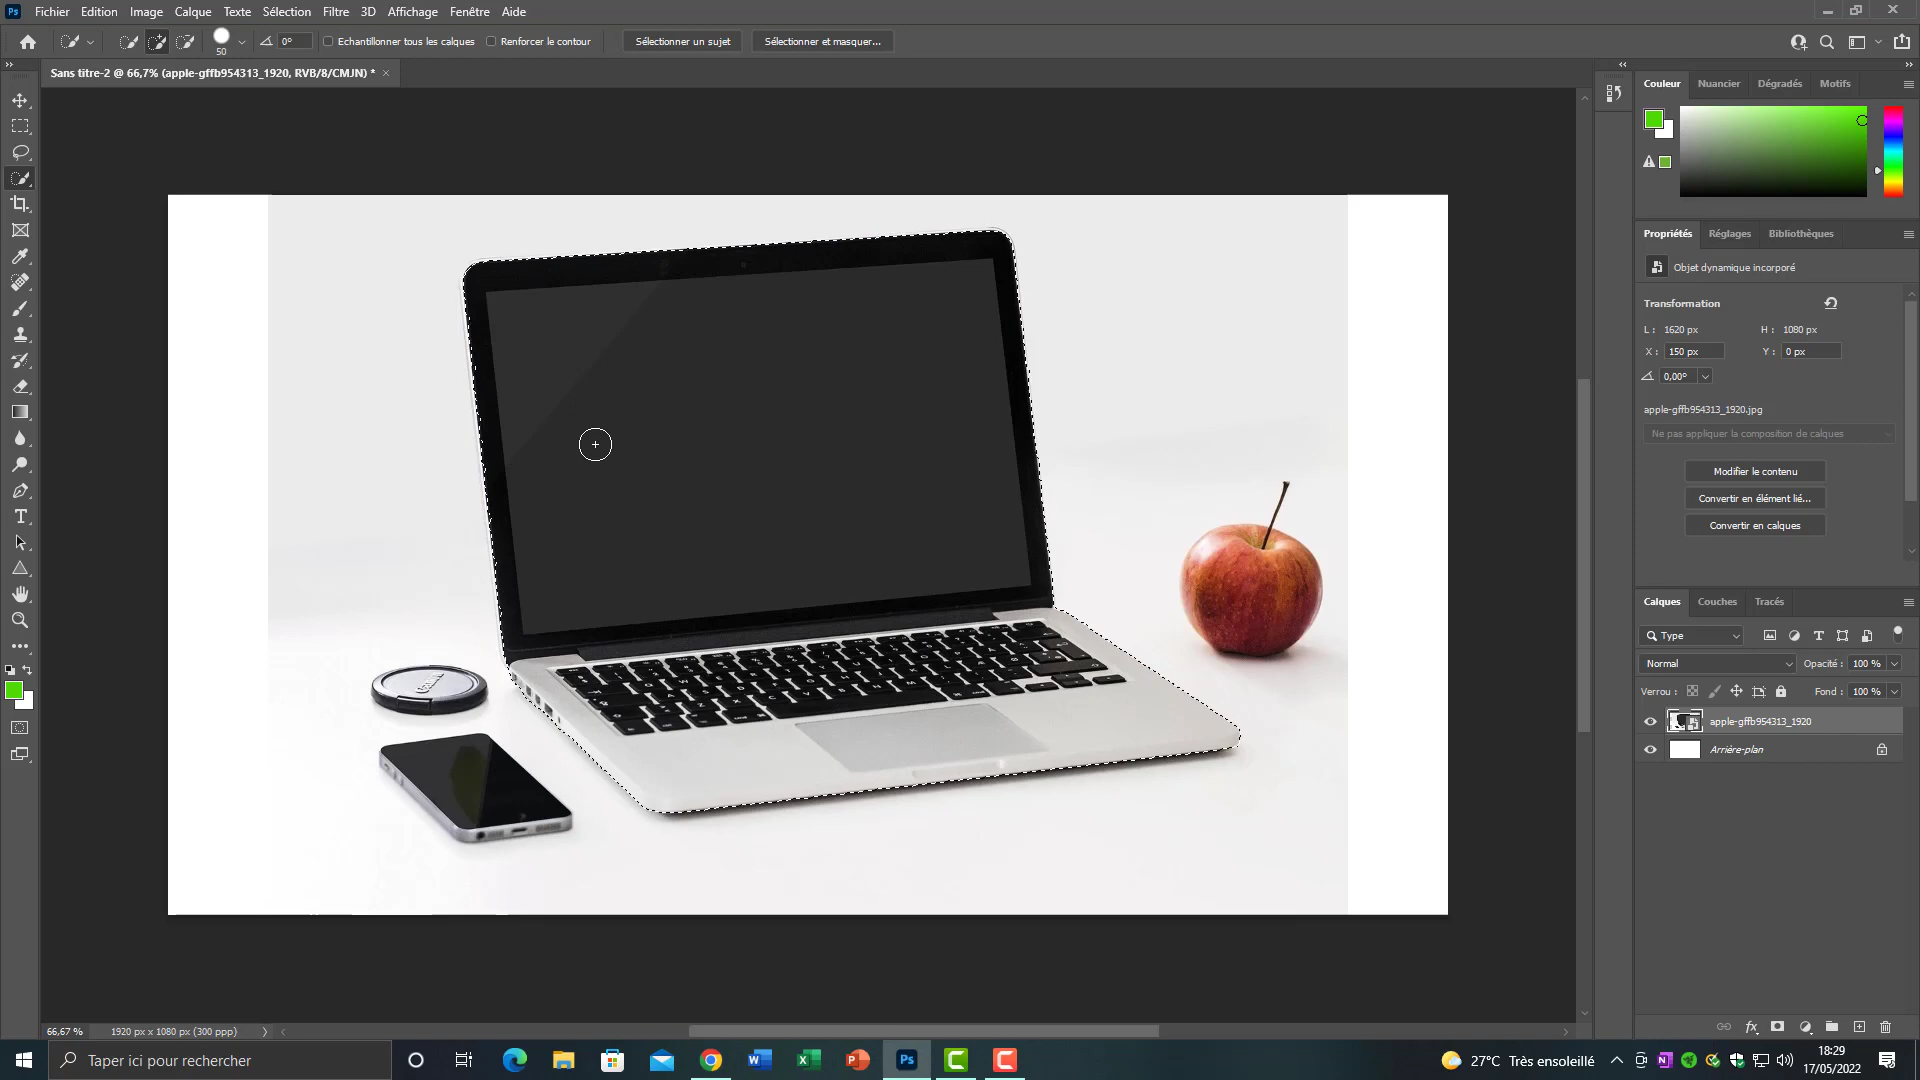 Ps Fichier Edition Image Calque Texte Sélection Filtre 3D Affichage Fenêtre Aide
50 0° Echantillonner tous les calques Renforcer le contour Sélectionner un sujet Sélectionner et masquer...
Sans titre-2 @ 66,7% (apple-gffb954313_1920, RVB/8/CMJN) *
Couleur Nuancier Dégradés Motifs
Propriétés Réglages Bibliothèques
Objet dynamique incorporé
Transformation
L : 1620 px H : 1080 px
X : 150 px Y : 0 px
0,00°
apple-gffb954313_1920.jpg
Ne pas appliquer la composition de calques
Modifier le contenu
Convertir en élément lié...
Convertir en calques
Calques Couches Tracés
Type
Normal Opacité : 100 %
Verrou : Fond : 100 %
apple-gffb954313_1920
Arrière-plan
66,67 % 1920 px x 1080 px (300 ppp)
Taper ici pour rechercher
Ps
27°C Très ensoleillé
18:29
17/05/2022